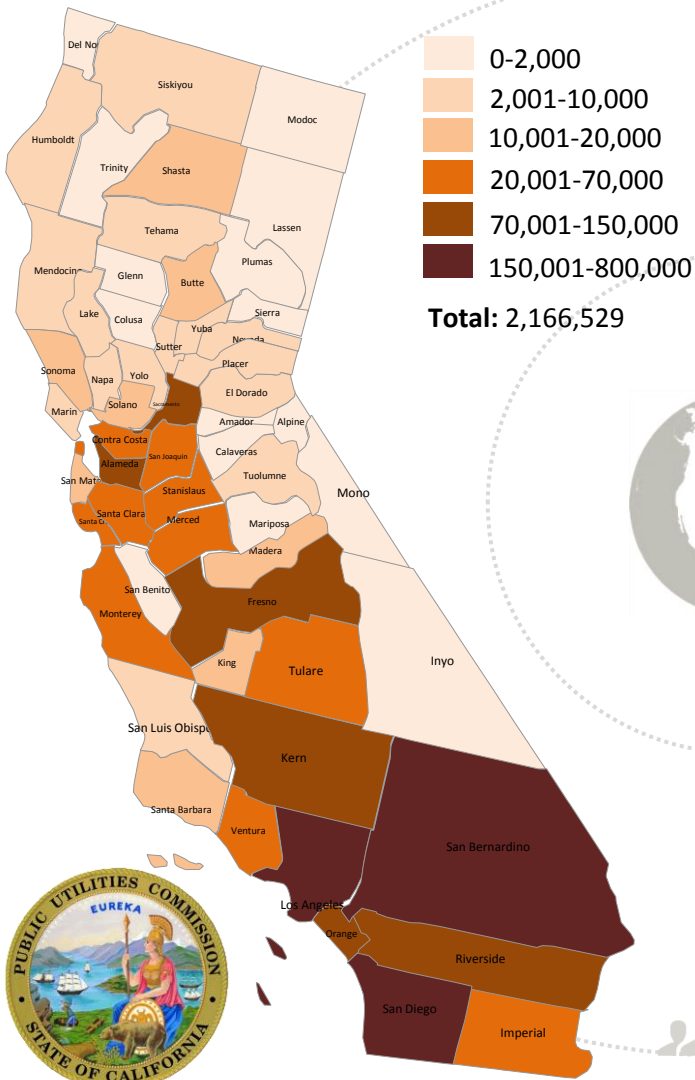 0-2,000
2,001-10,000
10,001-20,000
20,001-70,000
70,001-150,000
150,001-800,000
Total: 2,166,529
Del No
Siskiyou
Modoc
Humboldt
Trinity
Shasta
Lassen
Tehama
Plumas
Mendocino
Glenn
Butte
Lake
Colusa
Sierra
Yuba
Nevada
Sutter
Placer
Sonoma
Napa
Yolo
El Dorado
Solano
Sacramento
Marin
Amador
Alpine
Contra Costa
Calaveras
San Joaquin
Alameda
Tuolumne
San Mat
Stanislaus
Mono
Santa Clara
Santa C
Merced
Mariposa
Madera
San Benito
Fresno
Monterey
King
Tulare
Inyo
San Luis Obispo
Kern
Santa Barbara
Ventura
San Bernardino
Los Angeles
Orange
Riverside
San Diego
Imperial
PUBLIC UTILITIES COMMISSION
EUREKA
STATE OF CALIFORNIA